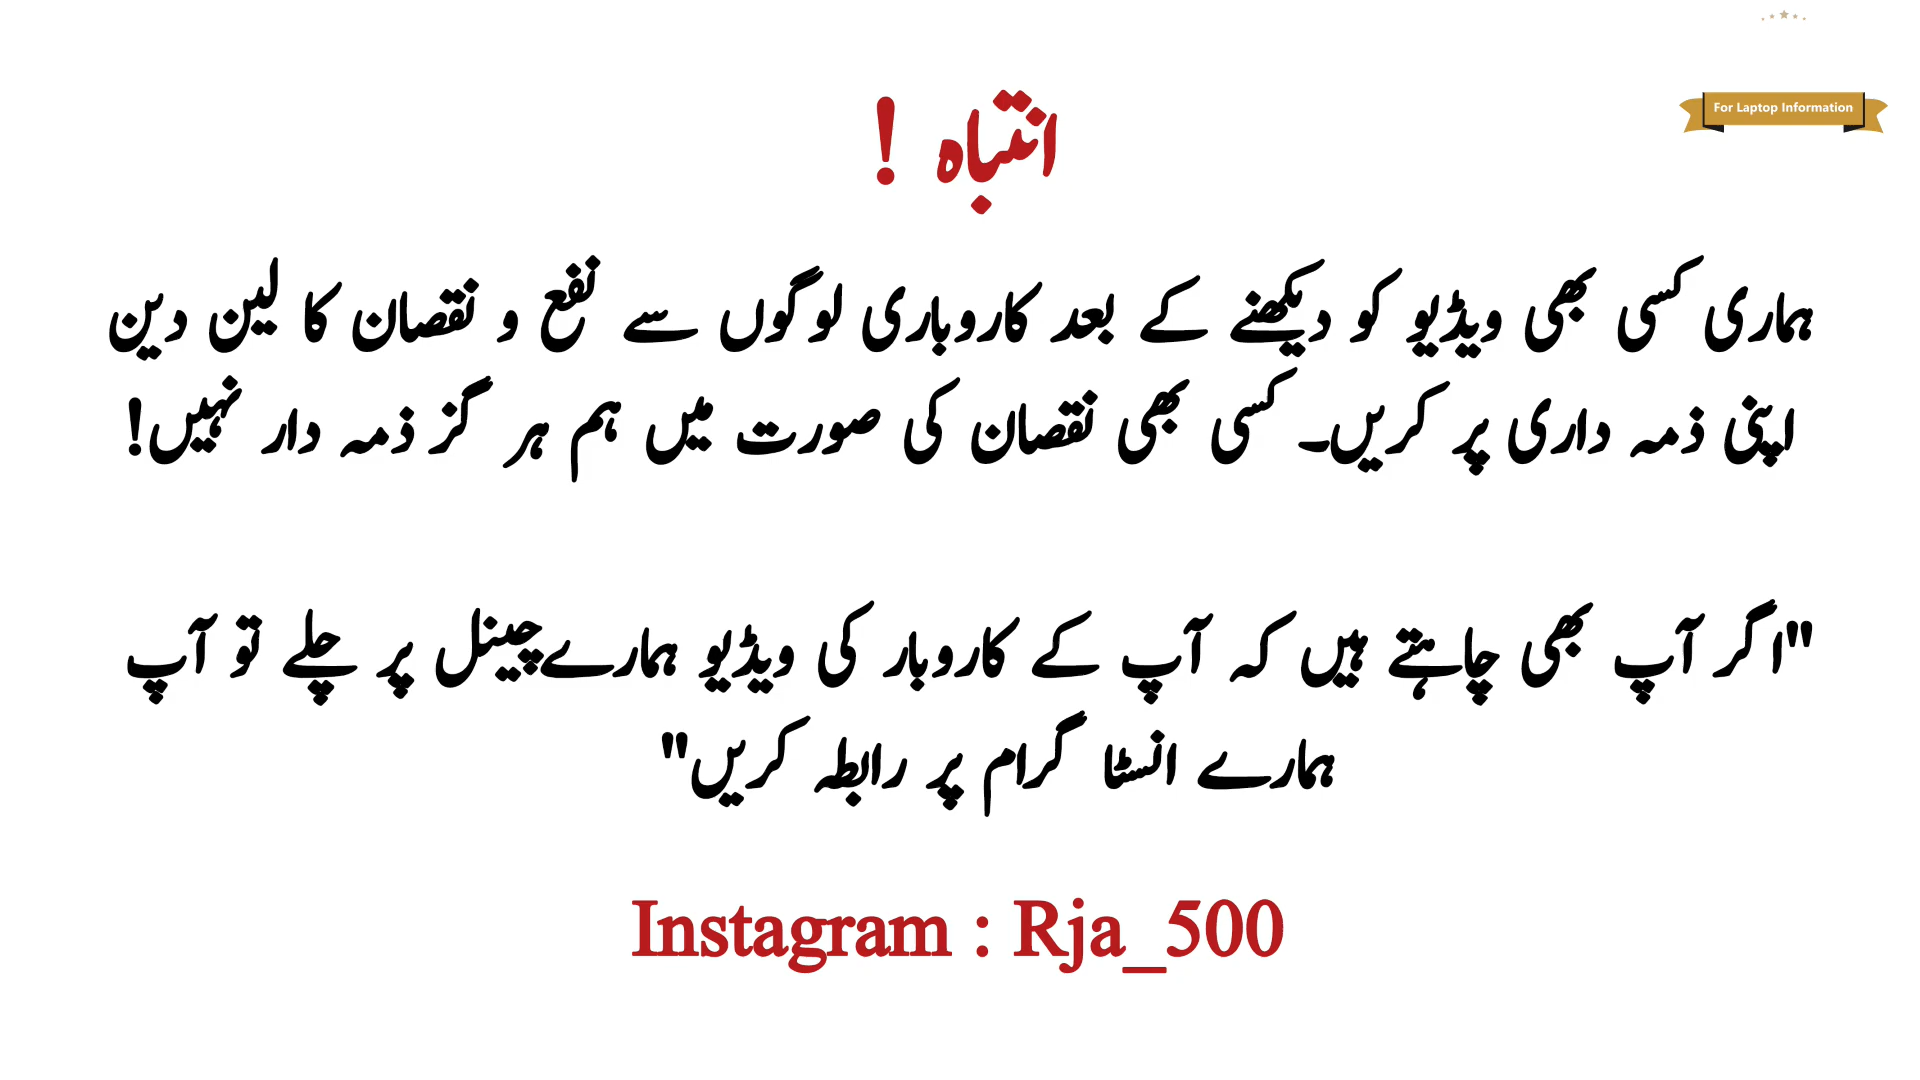 For Laptop Information
انتباہ !
ہماری کسی بھی ویڈیو کو دیکھنے کے بعد کاروباری لوگوں سے نفع و نقصان کا لین دین
اپنی ذمہ داری پر کریں۔ کسی بھی نقصان کی صورت میں ہم ہر گز ذمہ دار نہیں!
"اگر آپ بھی چاہتے ہیں کہ آپ کے کاروبار کی ویڈیو ہمارےچینل پر چلے تو آپ
ہمارے انسٹا گرام پر رابطہ کریں"
Instagram : Rja_500